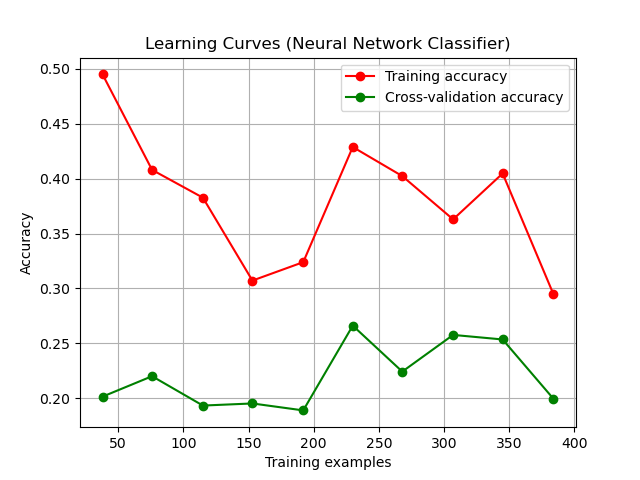 Learning Curves (Neural Network Classifier)
Training accuracy
Cross-validation accuracy
0.50
0.45
0.40
0.35
0.30
0.25
0.20
Accuracy
50 100 150 200 250 300 350 400
Training examples